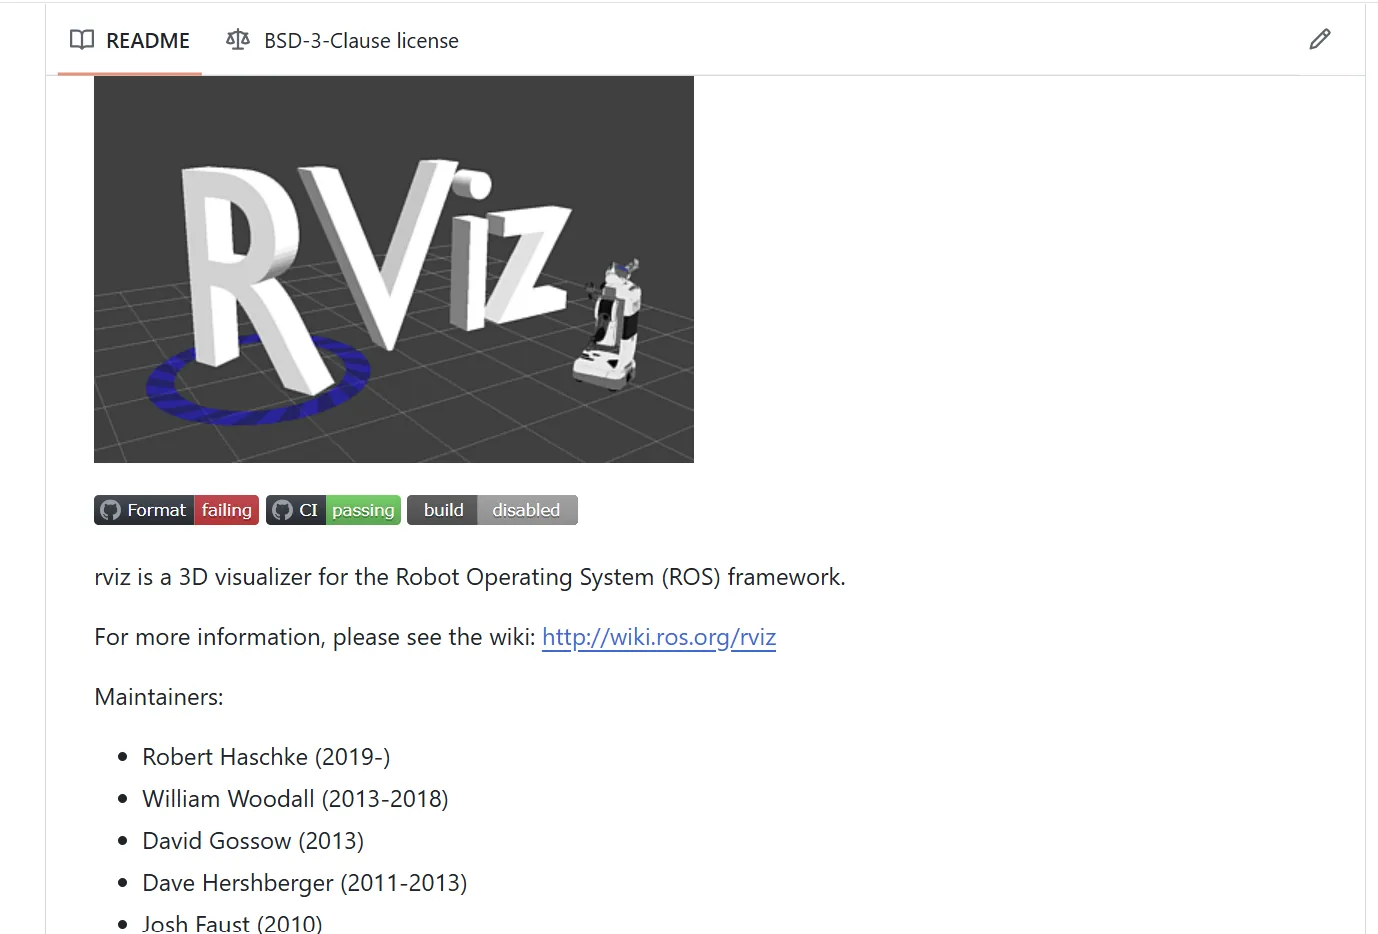 README
BSD-3-Clause license
RViz
Format failing
CI passing
build disabled
rviz is a 3D visualizer for the Robot Operating System (ROS) framework.
For more information, please see the wiki: http://wiki.ros.org/rviz
Maintainers:
Robert Haschke (2019-)
William Woodall (2013-2018)
David Gossow (2013)
Dave Hershberger (2011-2013)
Josh Faust (2010)